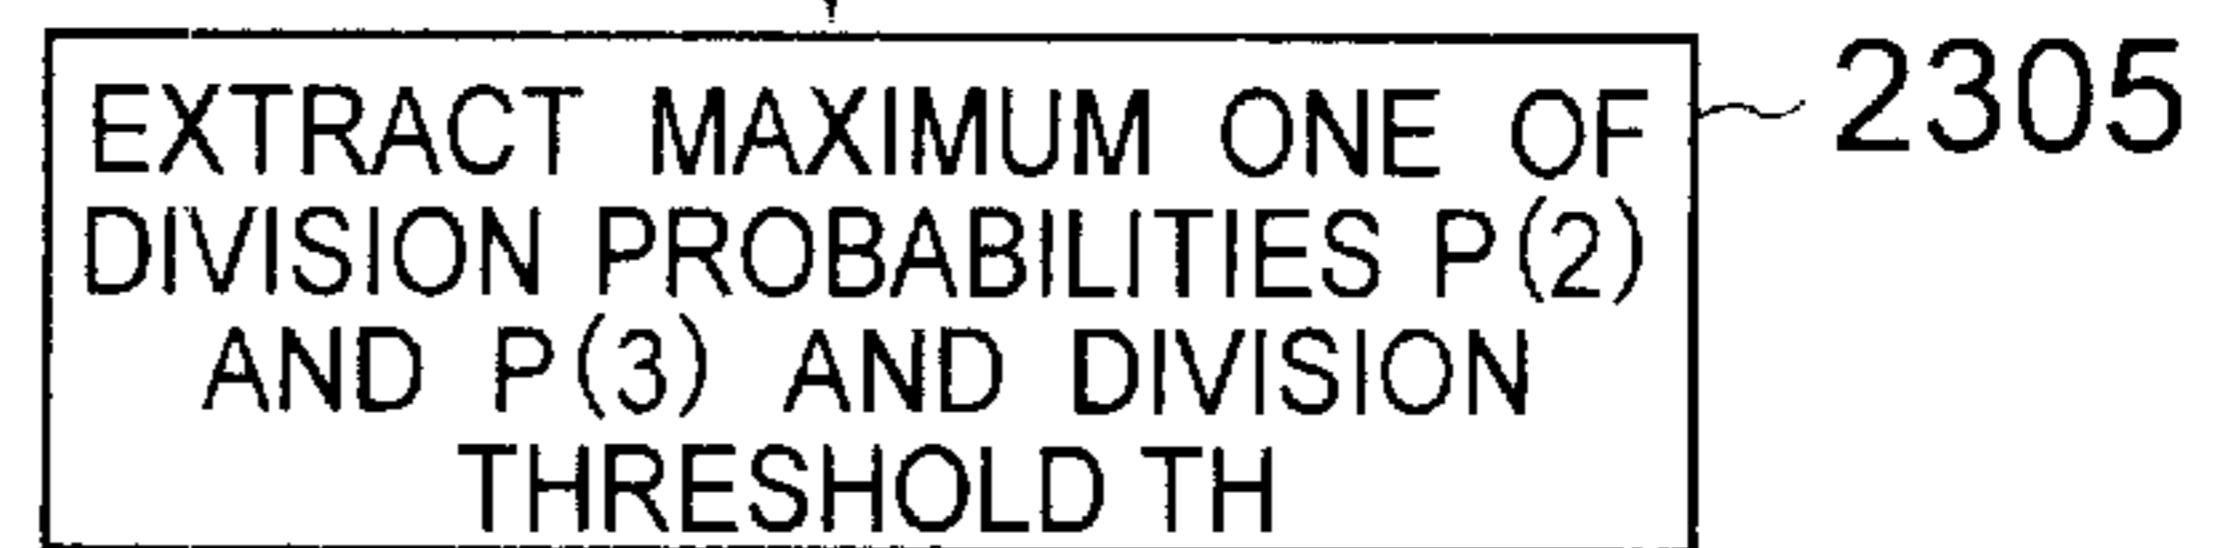 EXTRACT MAXIMUM ONE OF
DIVISION PROBABILITIES P(2)
AND P(3) AND DIVISION
THRESHOLD TH
2305